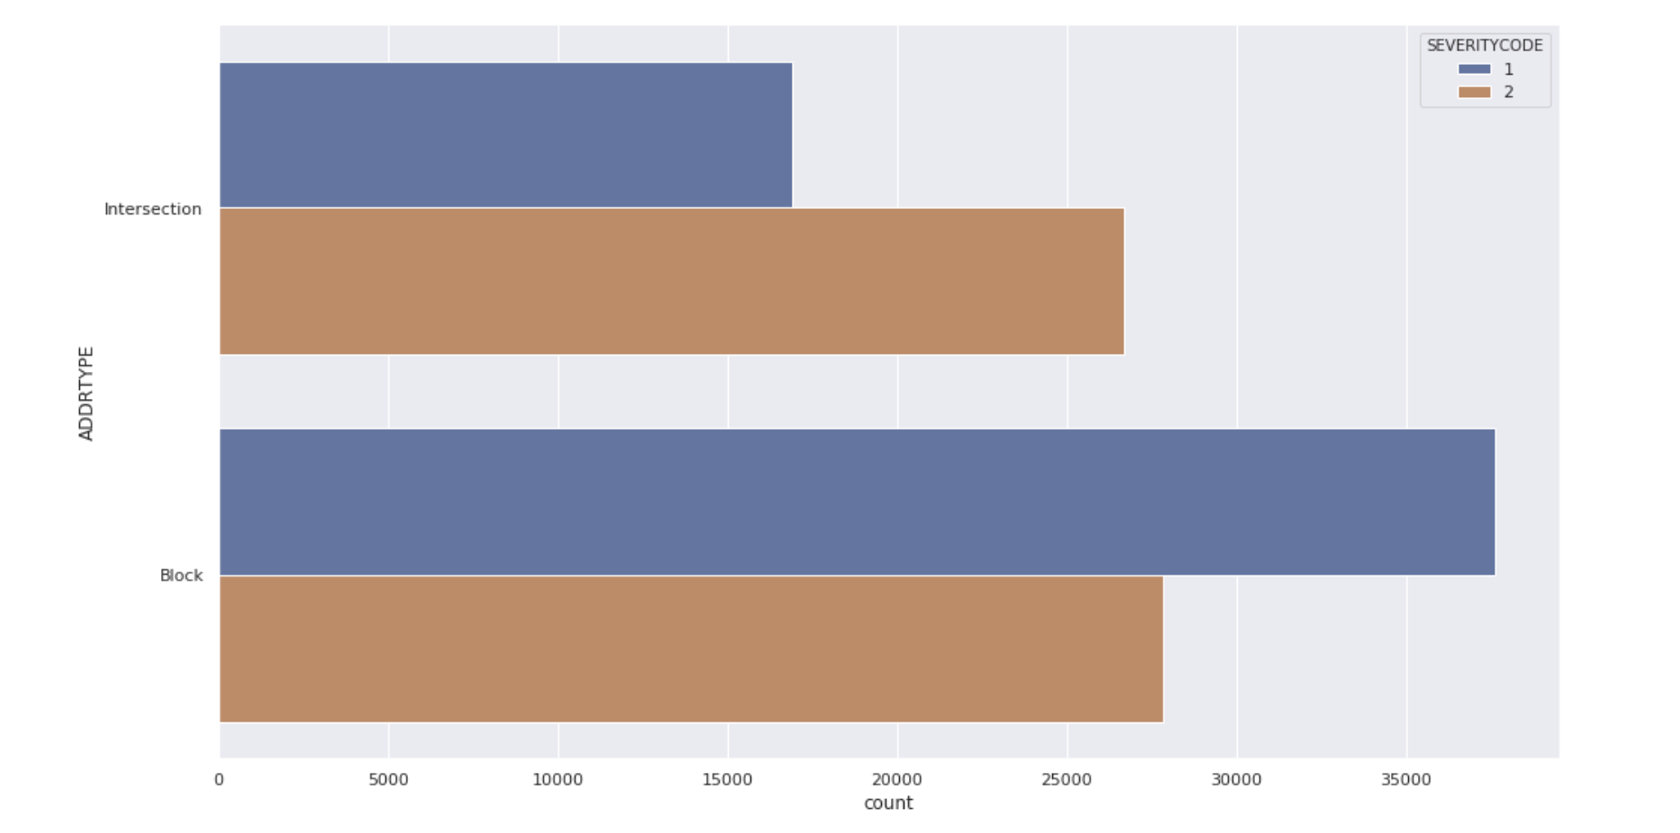 SEVERITYCODE
1
2
Intersection
ADDRTYPE
Block
0 5000 10000 15000 20000 25000 30000 35000
count